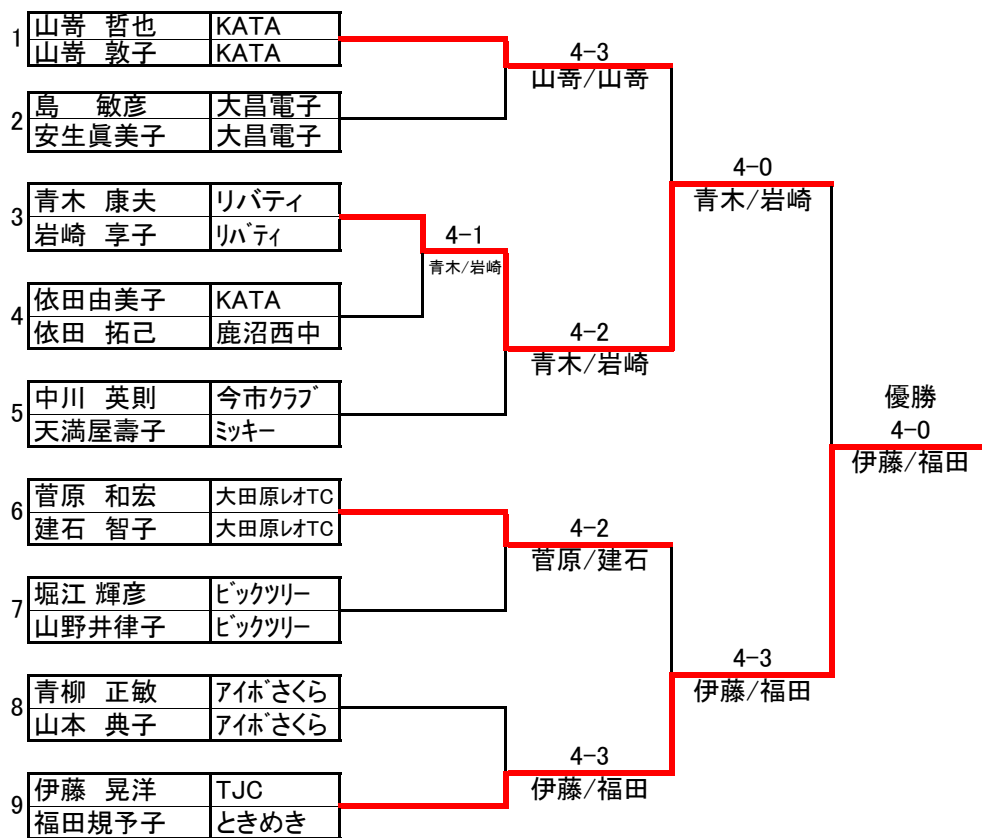 1 山嵜 哲也 KATA
山嵜 敦子 KATA
4-3
山嵜/山嵜
2 島 敏彦 大昌電子
安生眞美子 大昌電子
4-0
青木/岩崎
3 青木 康夫 リバティ
岩崎 享子 ﾘﾊﾞﾃｨ
4-1
青木/岩崎
4 依田由美子 KATA
依田 拓己 鹿沼西中
4-2
青木/岩崎
5 中川 英則 今市ｸﾗﾌﾞ
天満屋壽子 ﾐｯｷｰ
優勝
4-0
伊藤/福田
6 菅原 和宏 大田原ﾚｵTC
建石 智子 大田原ﾚｵTC
4-2
菅原/建石
7 堀江 輝彦 ﾋﾞｯｸﾂﾘｰ
山野井律子 ﾋﾞｯｸﾂﾘｰ
4-3
伊藤/福田
8 青柳 正敏 ｱｲﾎﾞさくら
山本 典子 ｱｲﾎﾞさくら
4-3
伊藤/福田
9 伊藤 晃洋 TJC
福田規予子 ときめき